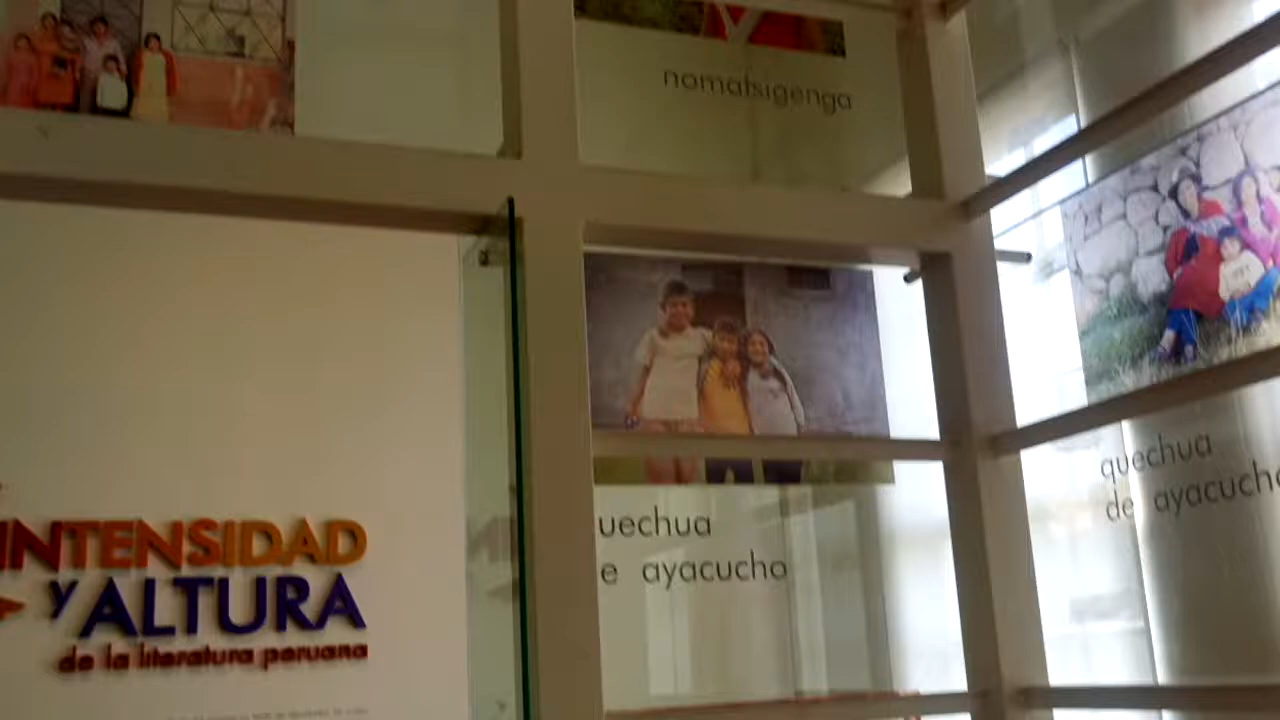 nomatsigenga
quechua
de ayacucho
uechua
e ayacucho
INTENSIDAD
y ALTURA
de la literatura peruana